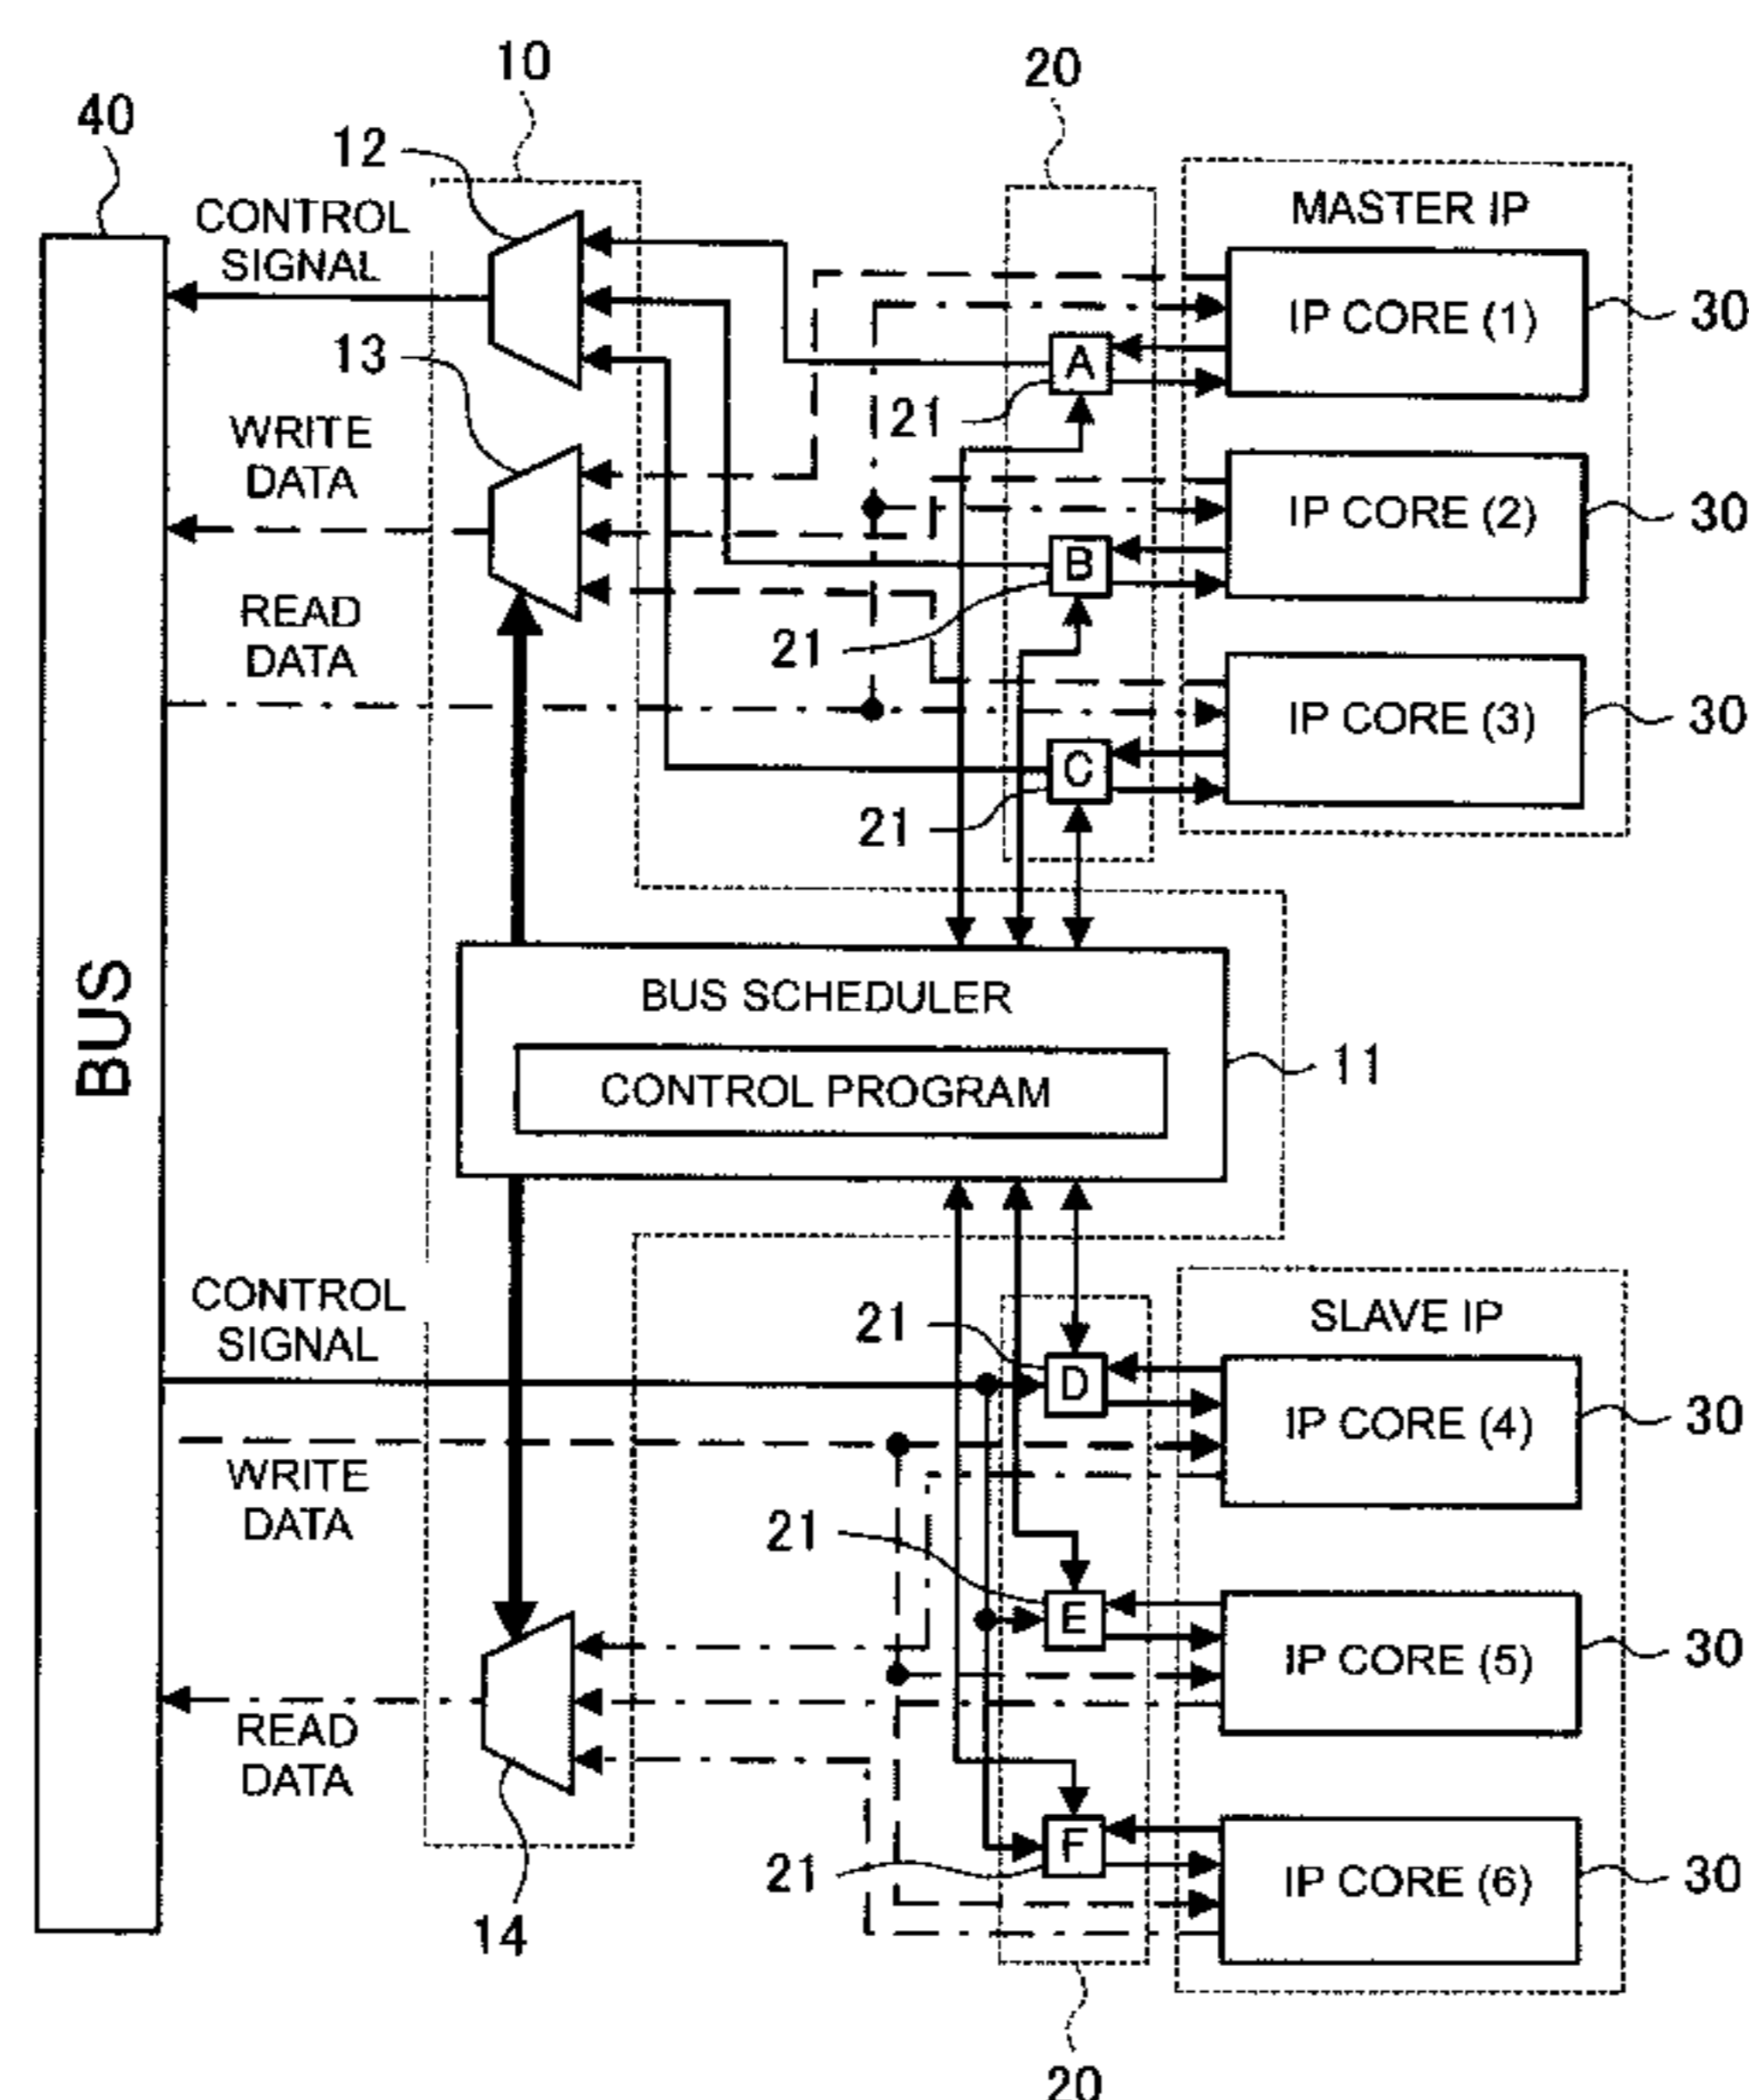 10
20
40
12
CONTROL
SIGNAL
MASTER IP
IP CORE (1)
30
13
A
21
WRITE
DATA
IP CORE (2)
30
B
21
READ
DATA
IP CORE (3)
30
C
21
BUS
BUS SCHEDULER
CONTROL PROGRAM
11
CONTROL
SIGNAL
SLAVE IP
21
D
IP CORE (4)
30
WRITE
DATA
21
E
IP CORE (5)
30
READ
DATA
F
21
IP CORE (6)
30
14
20